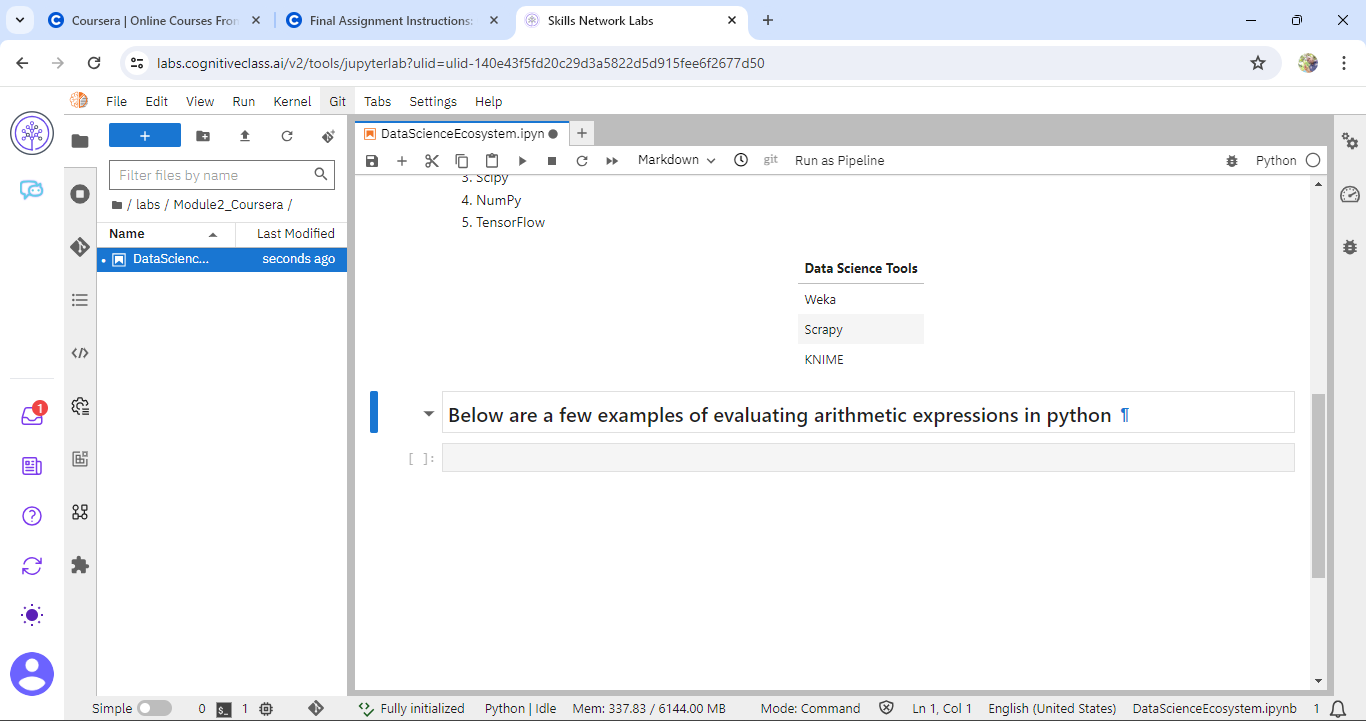 Coursera | Online Courses Fron
Final Assignment Instructions:
Skills Network Labs
labs.cognitiveclass.ai/v2/tools/jupyterlab?ulid=ulid-140e43f5fd20c29d3a5822d5d915fee6f2677d50
File Edit View Run Kernel Git Tabs Settings Help
Filter files by name
/ labs / Module2_Coursera /
Name Last Modified
DataScienc... seconds ago
1
DataScienceEcosystem.ipyn
Markdown git Run as Pipeline Python
3. Scipy
4. NumPy
5. TensorFlow
Data Science Tools
Weka
Scrapy
KNIME
Below are a few examples of evaluating arithmetic expressions in python ¶
[ ]:
Simple 0 $_ 1 Fully initialized Python | Idle Mem: 337.83 / 6144.00 MB Mode: Command Ln 1, Col 1 English (United States) DataScienceEcosystem.ipynb 1